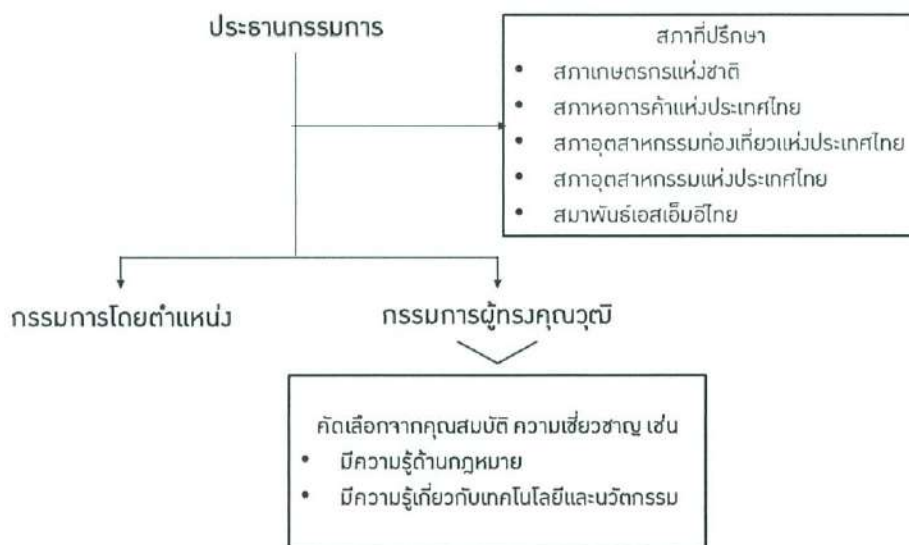 ประธานกรรมการ
สภาที่ปรึกษา
• สภาเกษตรกรแห่งชาติ
• สภาหอการค้าแห่งประเทศไทย
• สภาอุตสาหกรรมท่องเที่ยวแห่งประเทศไทย
• สภาอุตสาหกรรมแห่งประเทศไทย
• สมาพันธ์เอสเอ็มอีไทย
กรรมการโดยตำแหน่ง
กรรมการผู้ทรงคุณวุฒิ
คัดเลือกจากคุณสมบัติ ความเชี่ยวชาญ เช่น
• มีความรู้ด้านกฎหมาย
• มีความรู้เกี่ยวกับเทคโนโลยีและนวัตกรรม